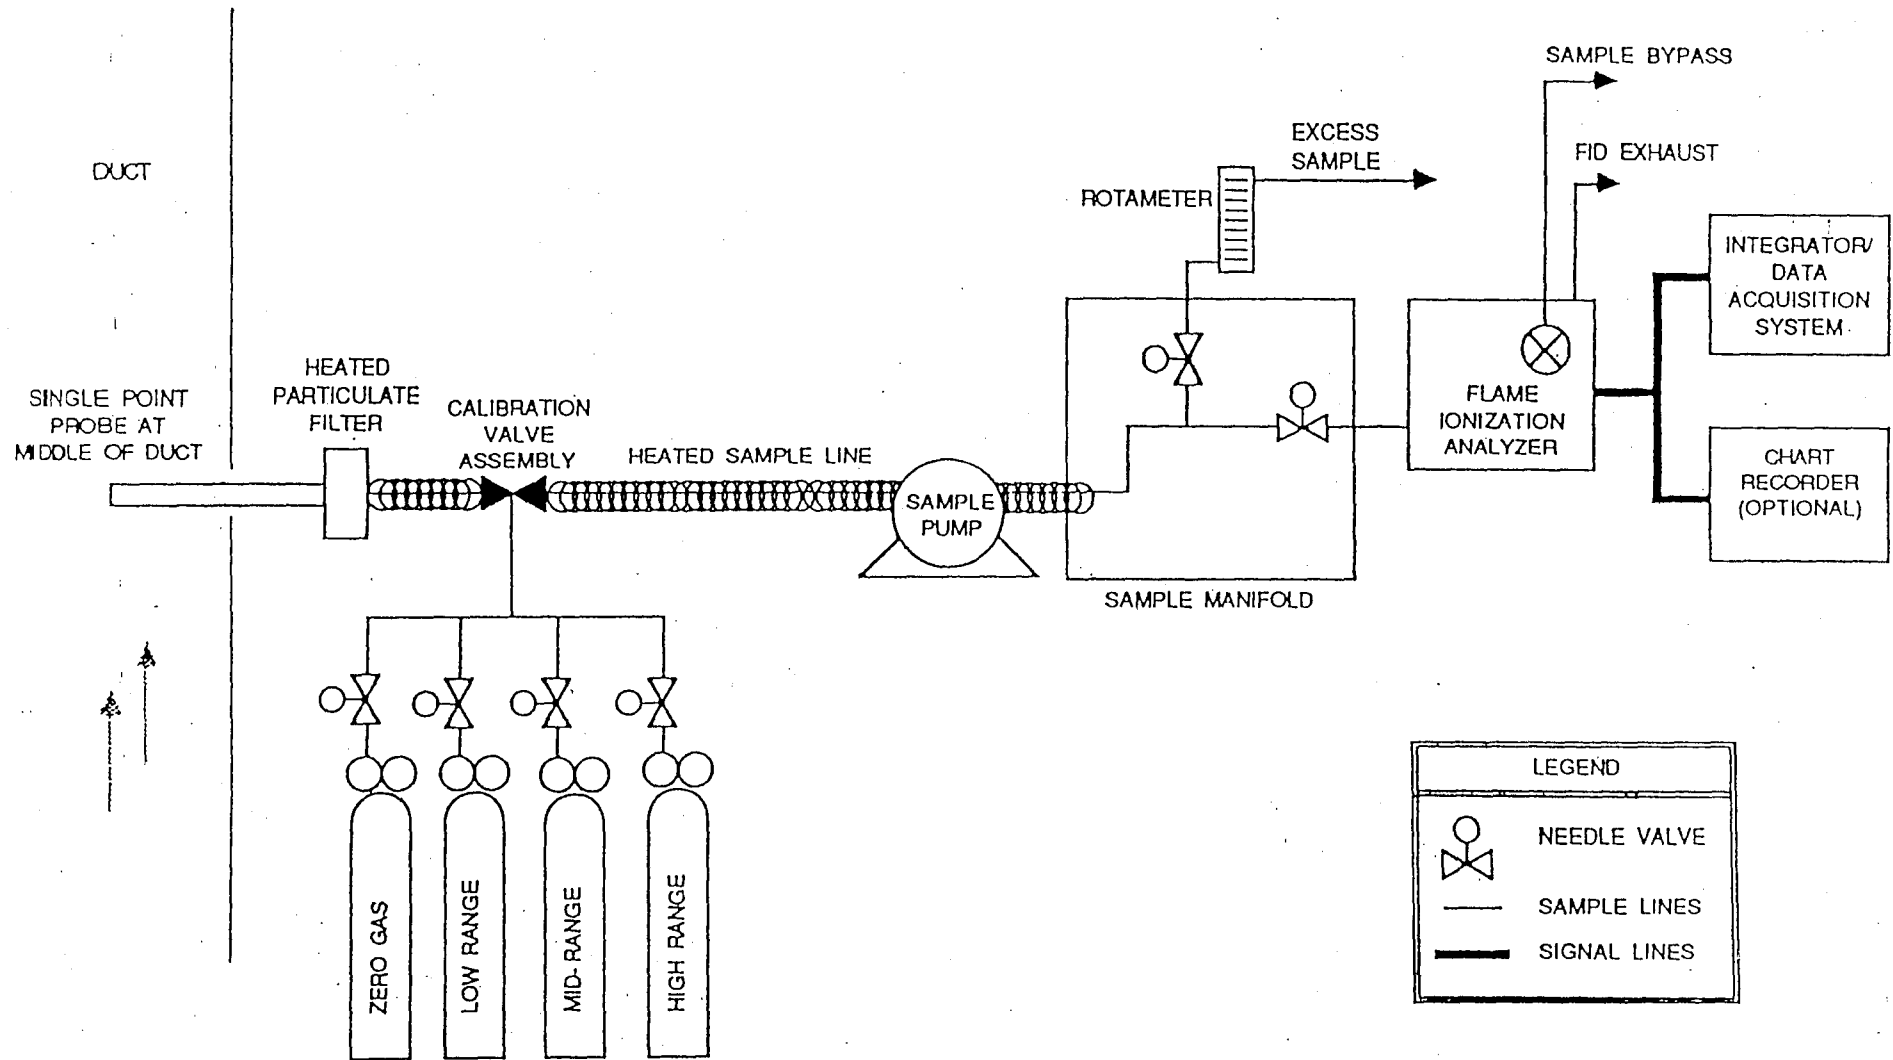 SAMPLE BYPASS
EXCESS
SAMPLE
FID EXHAUST
DUCT
ROTAMETER
INTEGRATOR/
DATA
ACQUISITION
SYSTEM
HEATED
PARTICULATE
FILTER
SINGLE POINT
PROBE AT
MIDDLE OF DUCT
CALIBRATION
VALVE
ASSEMBLY
HEATED SAMPLE LINE
SAMPLE
PUMP
FLAME
IONIZATION
ANALYZER
CHART
RECORDER
(OPTIONAL)
SAMPLE MANIFOLD
ZERO GAS
LOW RANGE
MID-RANGE
HIGH RANGE
LEGEND
NEEDLE VALVE
SAMPLE LINES
SIGNAL LINES